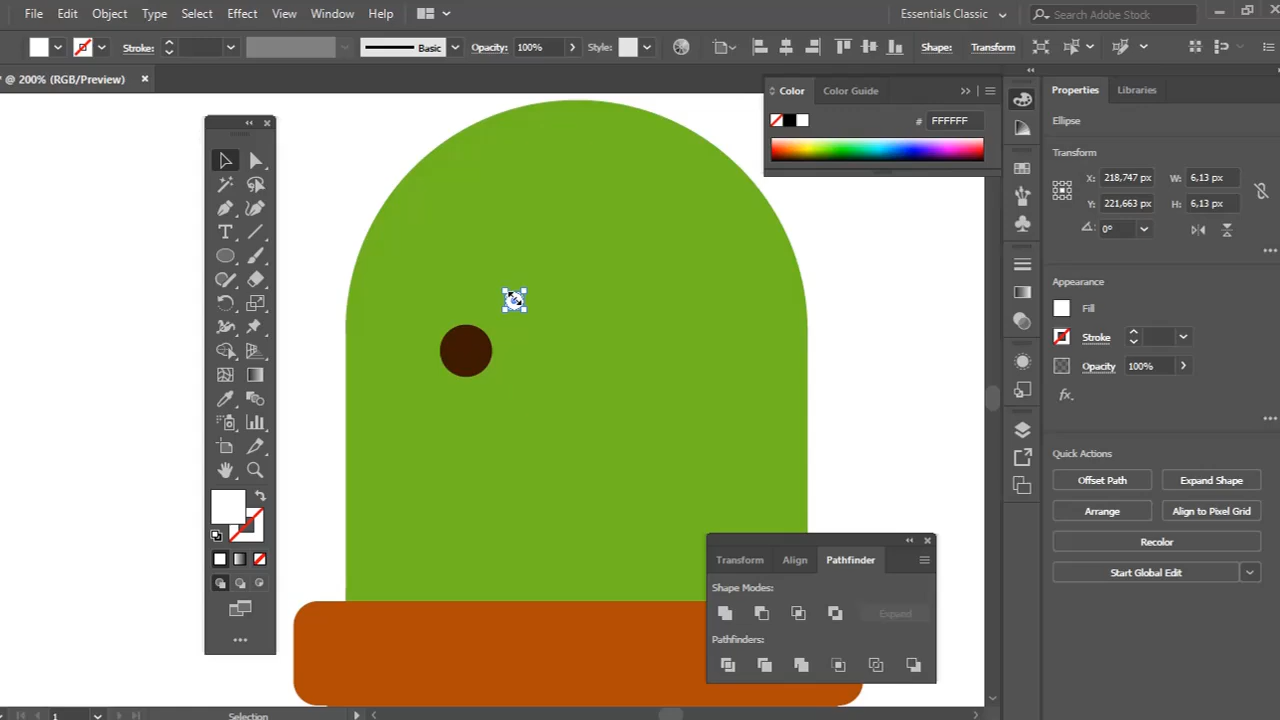 File Edit Object Type Select Effect View Window Help Essentials Classic Search Adobe Stock
Stroke: Basic Opacity: 100% Style: Shape: Transform
@ 200% (RGB/Preview)
Color Color Guide
# FFFFFF
Properties Libraries
Ellipse
Transform
X: 218,747 px W: 6,13 px
Y: 221,663 px H: 6,13 px
0°
Appearance
Fill
Stroke
Opacity 100%
fx.
Quick Actions
Offset Path Expand Shape
Arrange Align to Pixel Grid
Recolor
Start Global Edit
Transform Align Pathfinder
Shape Modes:
Expand
Pathfinders:
1 Selection